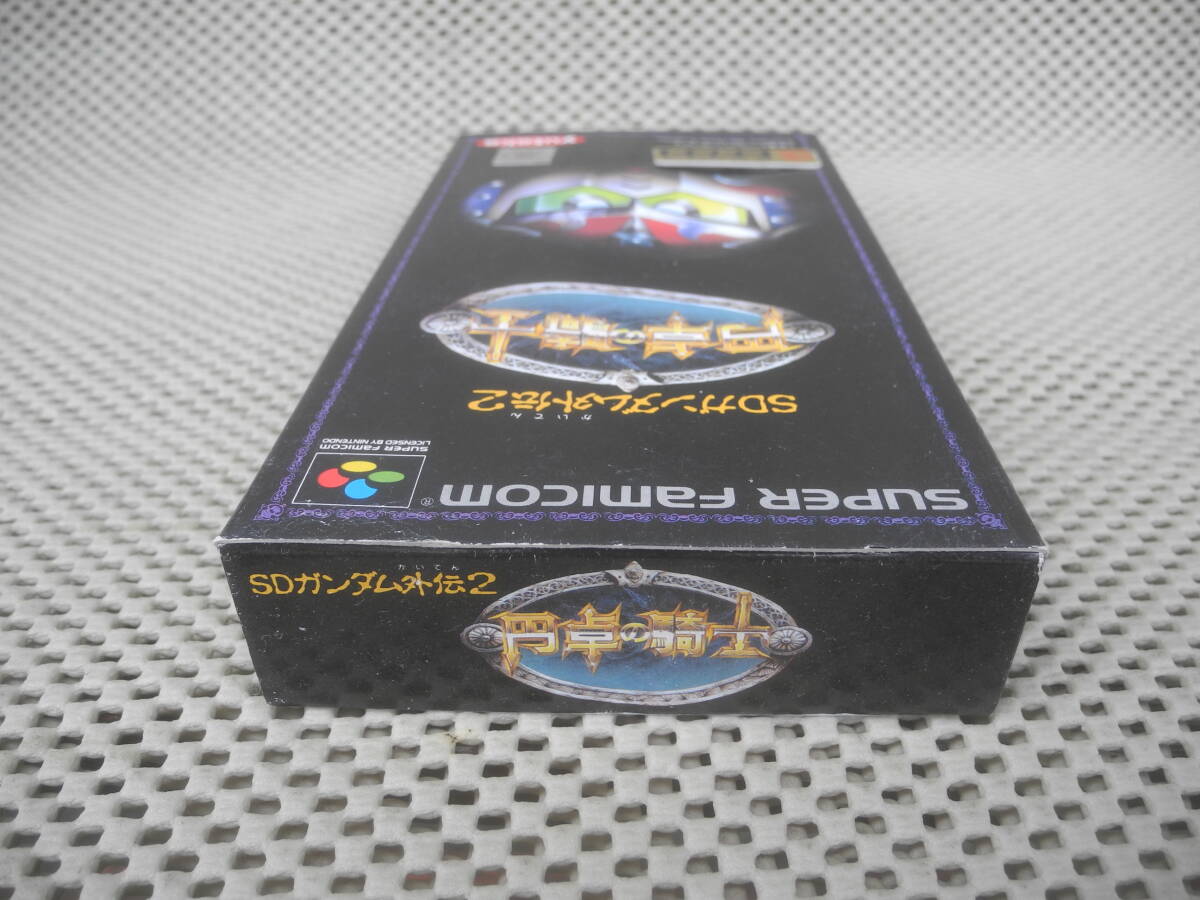 SUPER FAMICOM®
SUPER FAMICOM
LICENSED BY NINTENDO
SDガンダム外伝2
がいでん
円卓の騎士
SDガンダム外伝2
がいでん
円卓の騎士